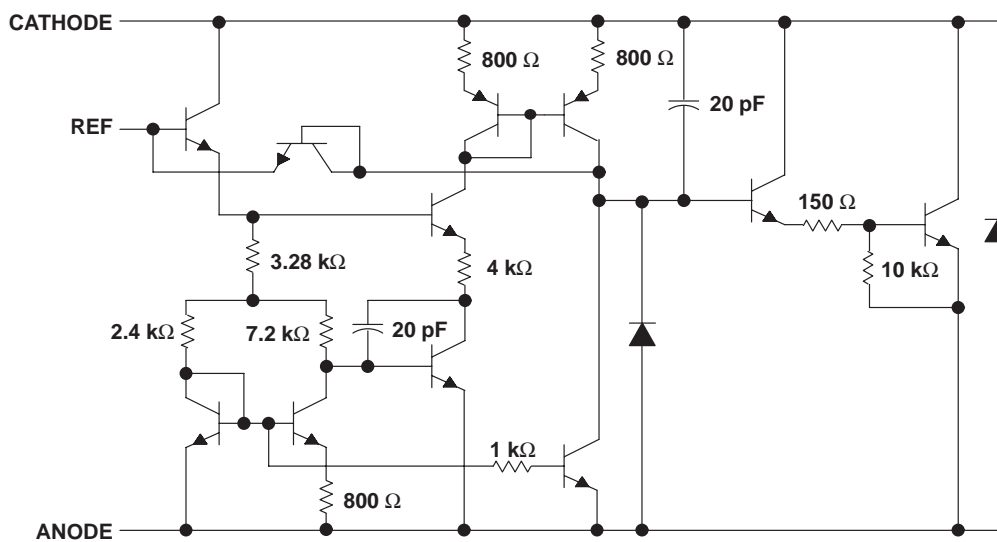 CATHODE
800 Ω
800 Ω
20 pF
REF
150 Ω
3.28 kΩ
4 kΩ
10 kΩ
2.4 kΩ
7.2 kΩ
20 pF
1 kΩ
800 Ω
ANODE